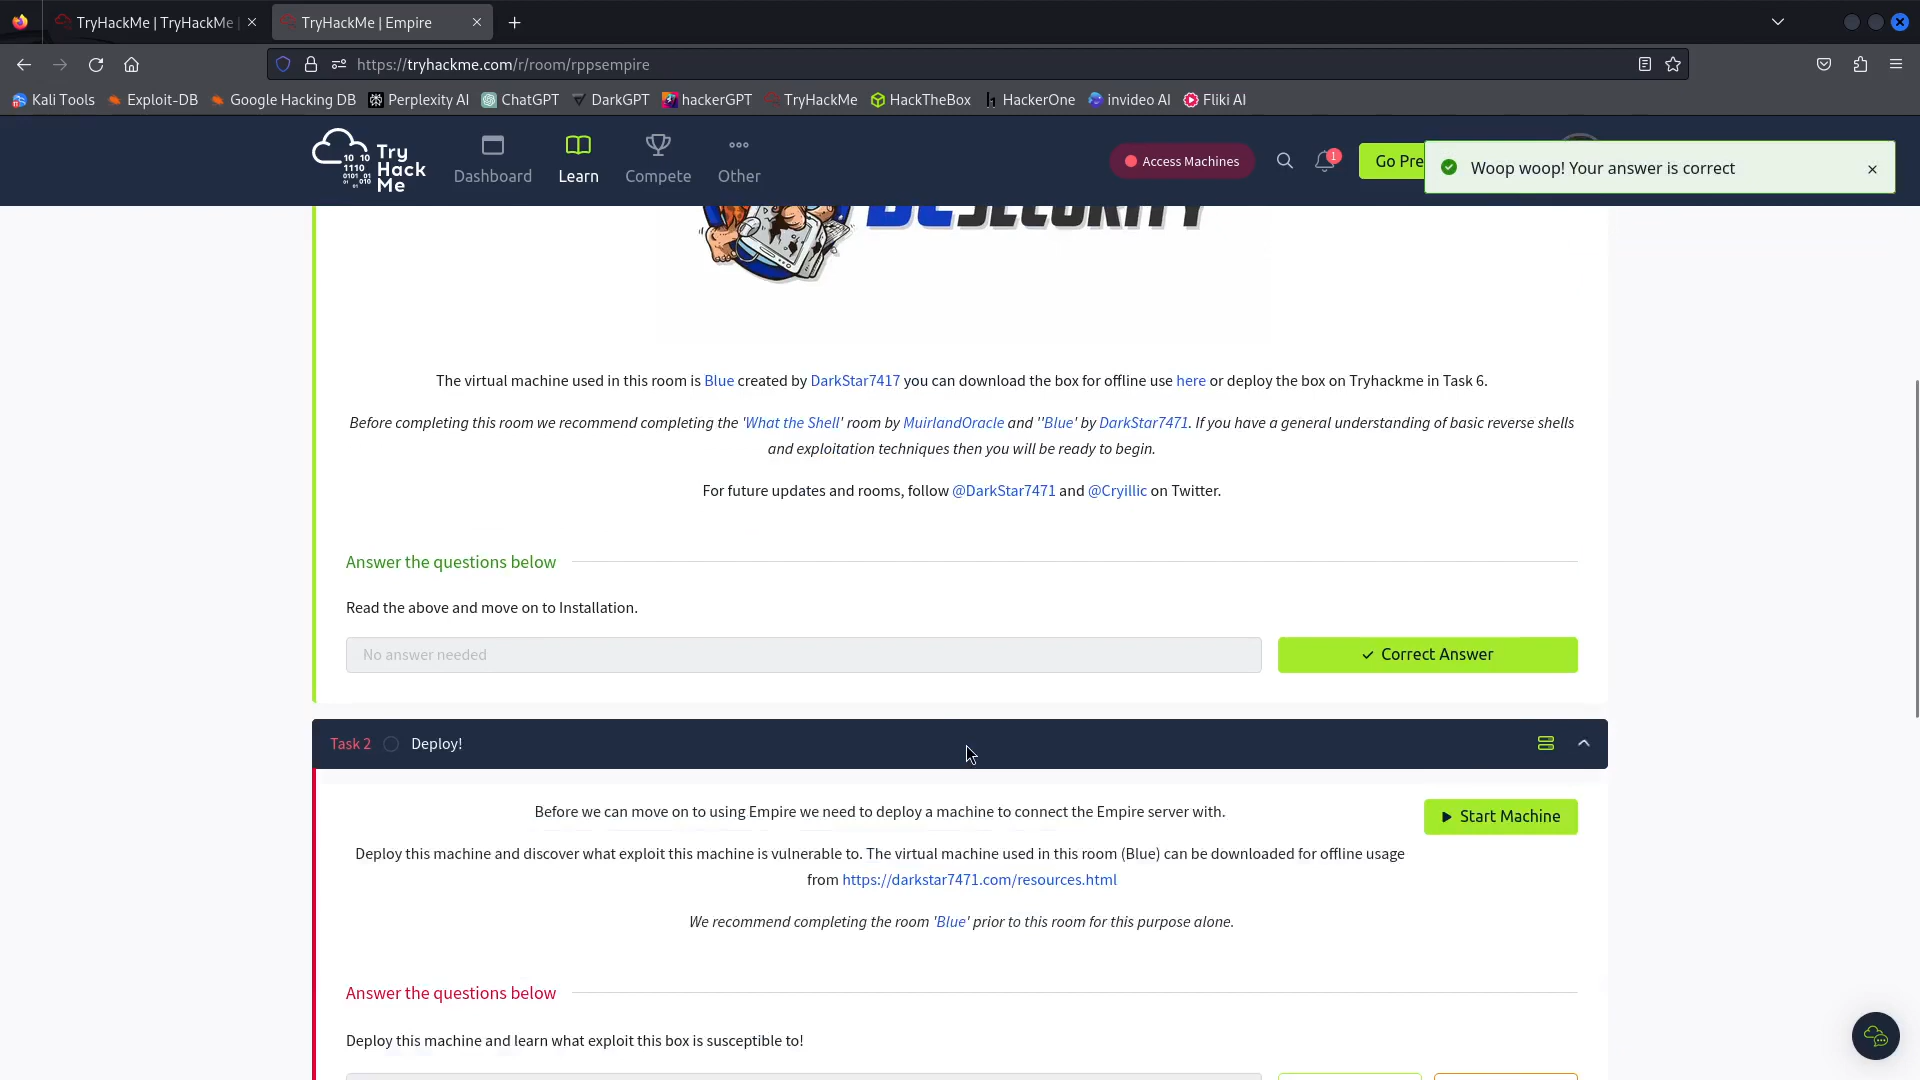 TryHackMe | TryHackMe
TryHackMe | Empire
https://tryhackme.com/r/room/rppsempire
Kali Tools
Exploit-DB
Google Hacking DB
Perplexity AI
ChatGPT
DarkGPT
hackerGPT
TryHackMe
HackTheBox
HackerOne
invideo AI
Fliki AI
Try
Hack
Me
Dashboard
Learn
Compete
Other
Access Machines
1
Go Pre
Woop woop! Your answer is correct
SECURITY
The virtual machine used in this room is Blue created by DarkStar7417 you can download the box for offline use here or deploy the box on Tryhackme in Task 6.
Before completing this room we recommend completing the 'What the Shell' room by MuirlandOracle and ''Blue' by DarkStar7471. If you have a general understanding of basic reverse shells
and exploitation techniques then you will be ready to begin.
For future updates and rooms, follow @DarkStar7471 and @Cryillic on Twitter.
Answer the questions below
Read the above and move on to Installation.
No answer needed
Correct Answer
Task 2
Deploy!
Before we can move on to using Empire we need to deploy a machine to connect the Empire server with.
Start Machine
Deploy this machine and discover what exploit this machine is vulnerable to. The virtual machine used in this room (Blue) can be downloaded for offline usage
from https://darkstar7471.com/resources.html
We recommend completing the room 'Blue' prior to this room for this purpose alone.
Answer the questions below
Deploy this machine and learn what exploit this box is susceptible to!